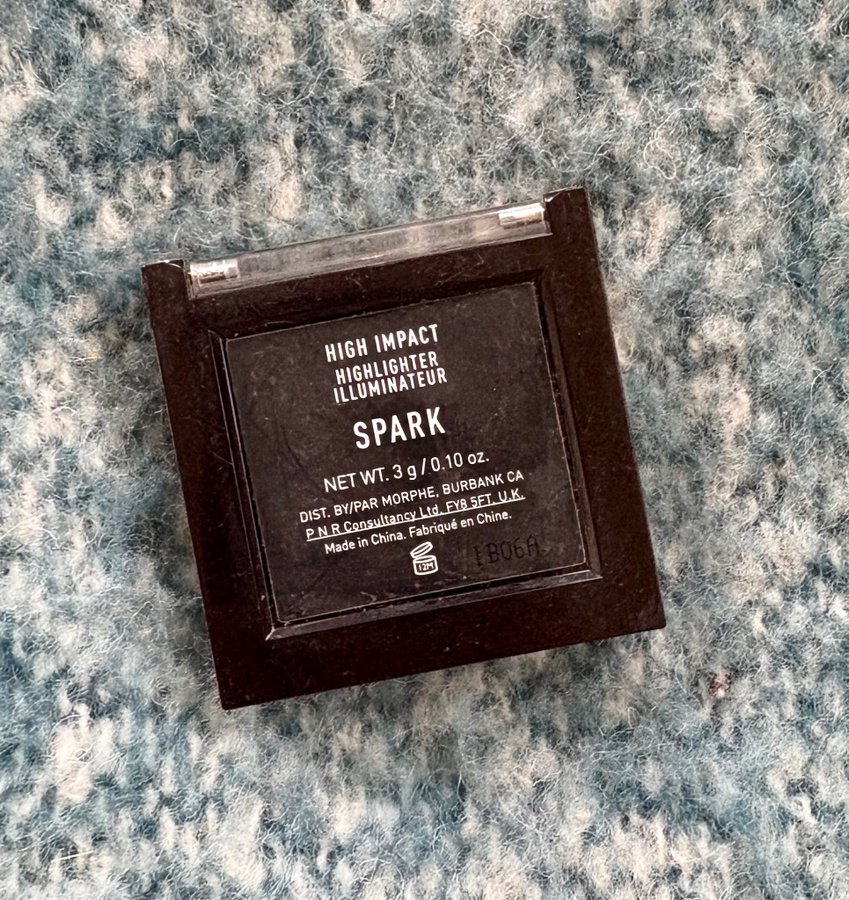 HIGH IMPACT
HIGHLIGHTER
ILLUMINATEUR
SPARK
NET WT. 3 g / 0.10 oz.
DIST. BY/PAR MORPHE, BURBANK CA
P N R Consultancy Ltd, FY8 5FT, U.K.
Made in China. Fabriqué en Chine.
12M
1B06A